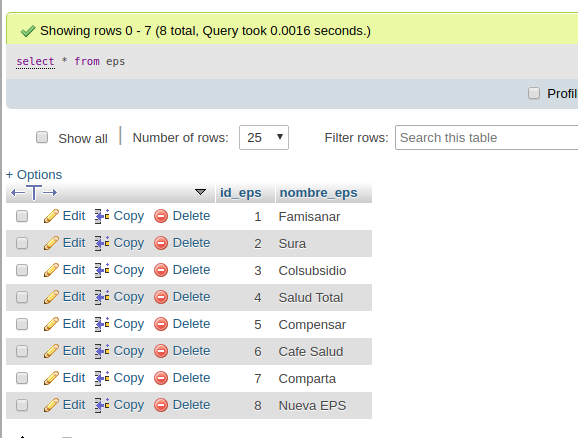 Showing rows 0 - 7 (8 total, Query took 0.0016 seconds.)
select * from eps
Profil
Show all Number of rows: 25 Filter rows: Search this table
+ Options
id_eps nombre_eps
Edit Copy Delete 1 Famisanar
Edit Copy Delete 2 Sura
Edit Copy Delete 3 Colsubsidio
Edit Copy Delete 4 Salud Total
Edit Copy Delete 5 Compensar
Edit Copy Delete 6 Cafe Salud
Edit Copy Delete 7 Comparta
Edit Copy Delete 8 Nueva EPS